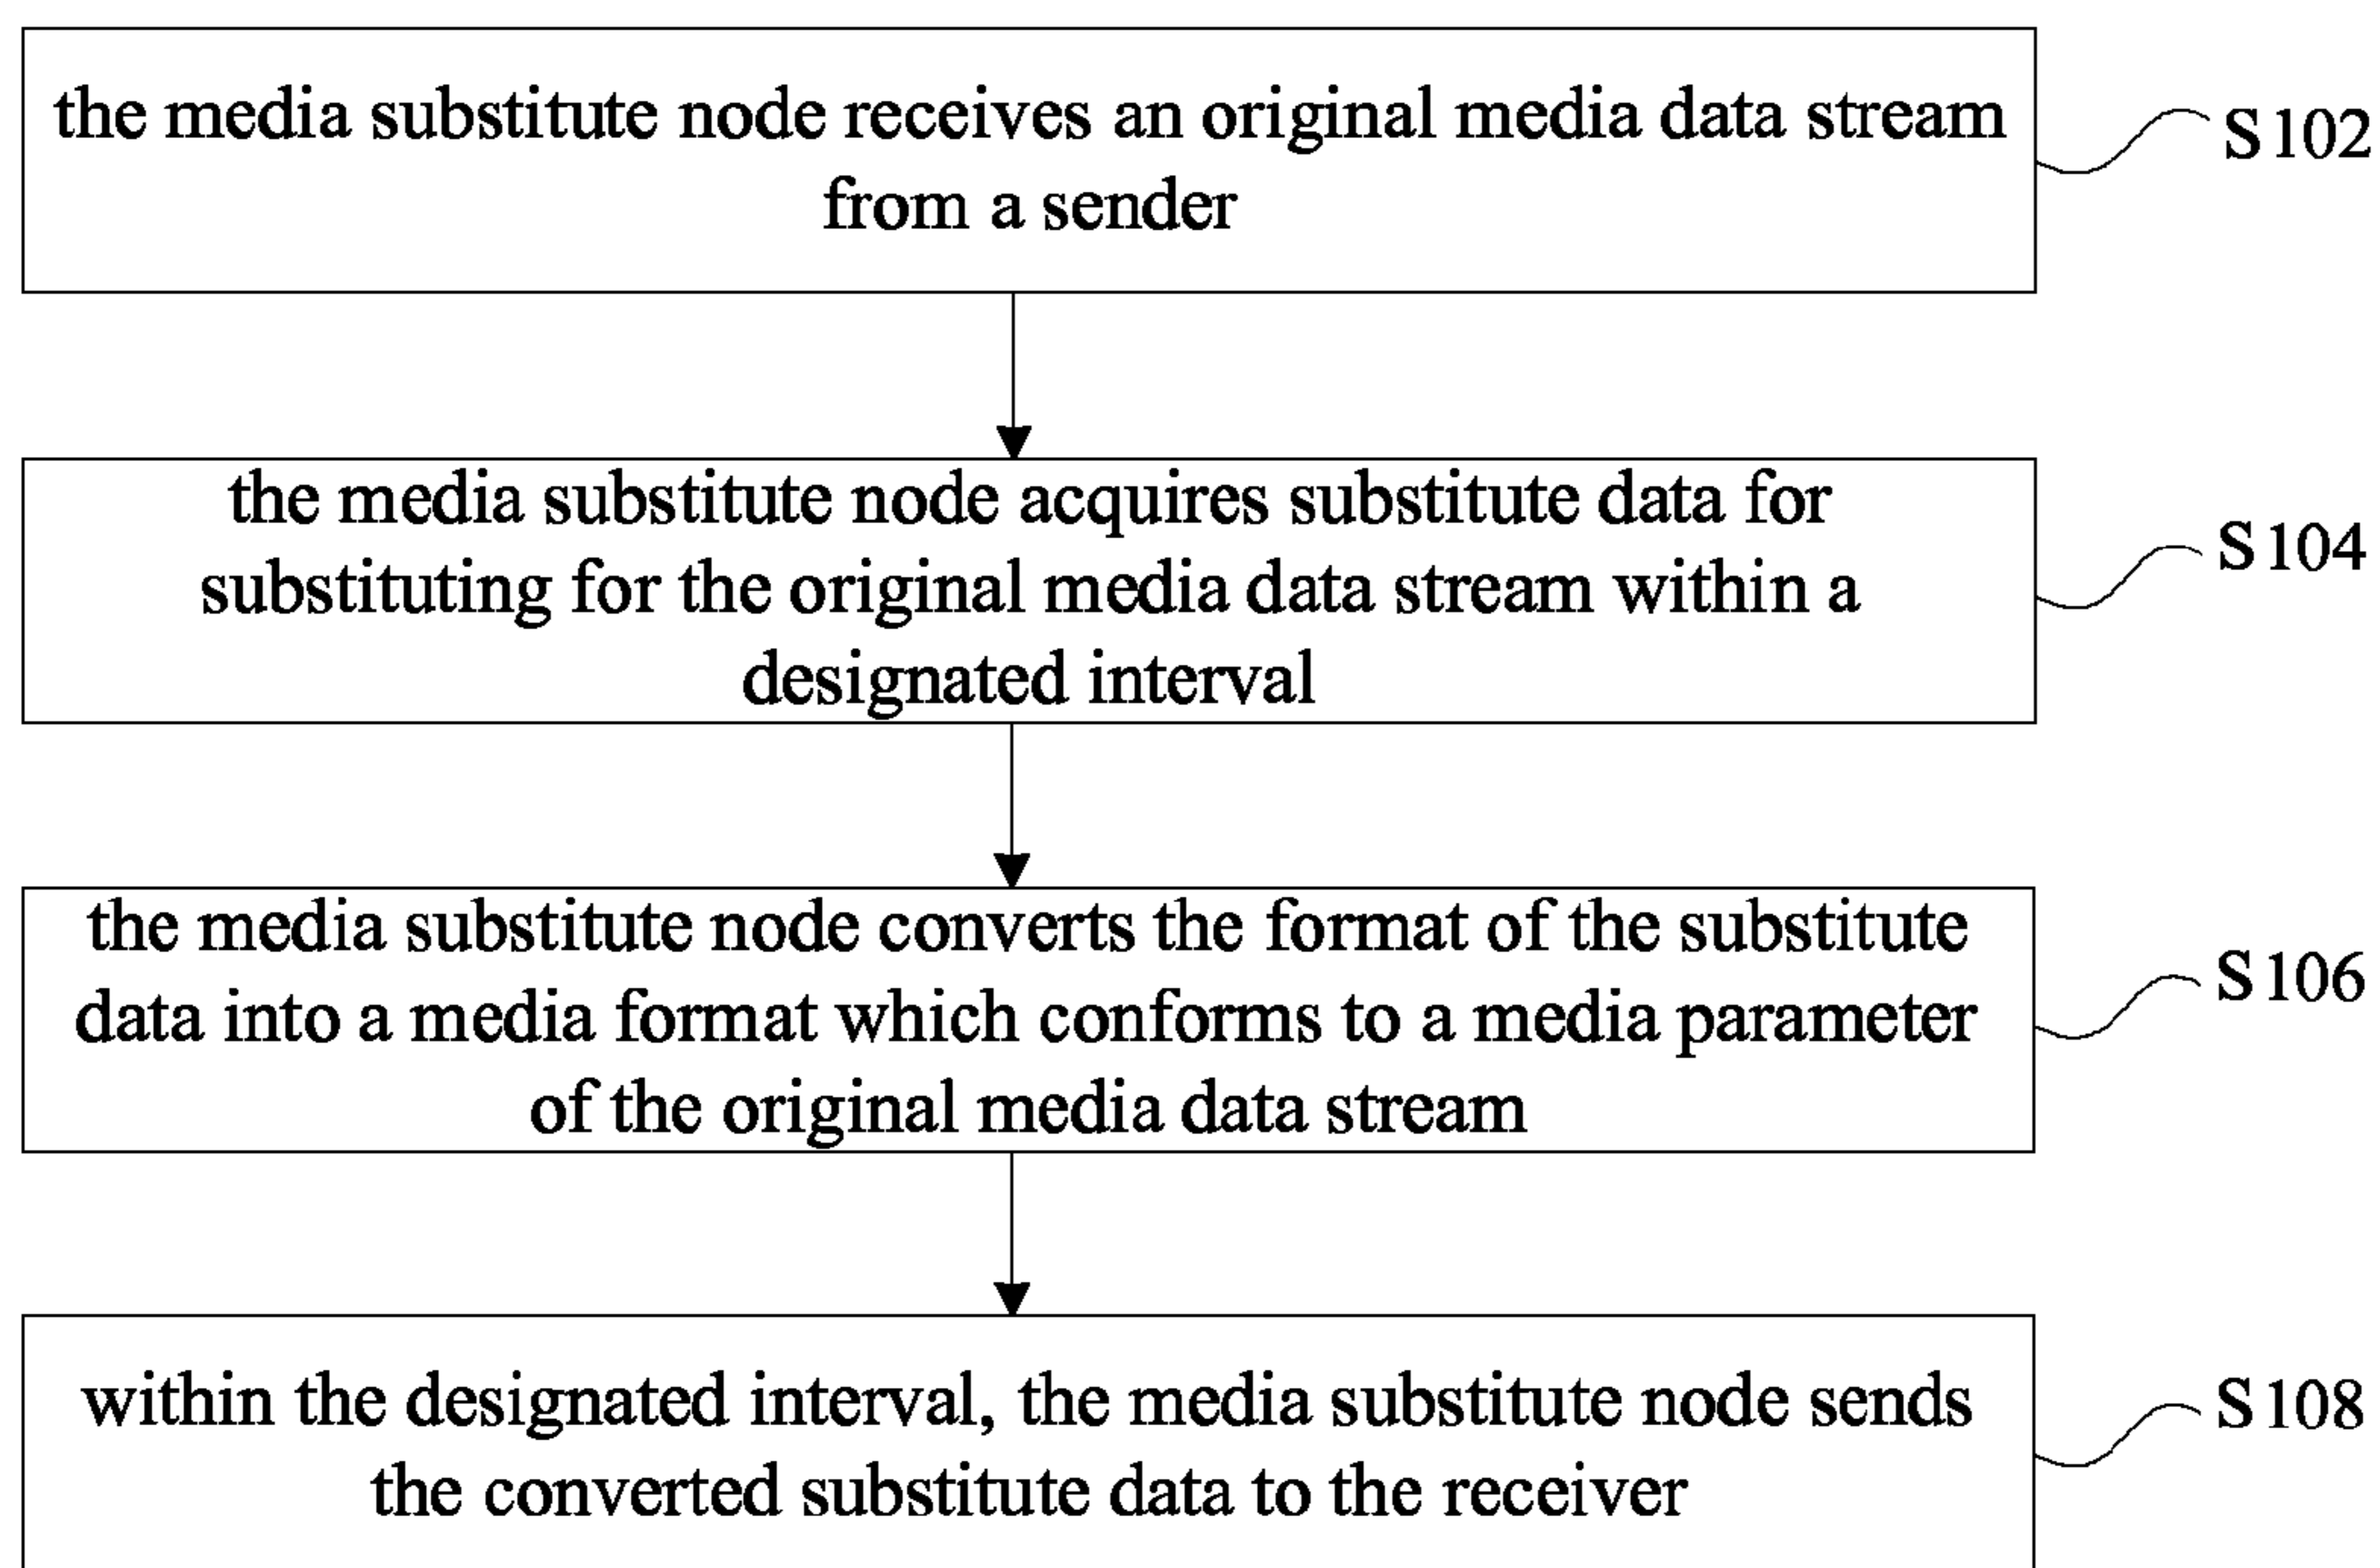 the media substitute node receives an original media data stream
from a sender
S102
the media substitute node acquires substitute data for
substituting for the original media data stream within a
designated interval
S104
the media substitute node converts the format of the substitute
data into a media format which conforms to a media parameter
of the original media data stream
S106
within the designated interval, the media substitute node sends
the converted substitute data to the receiver
S108